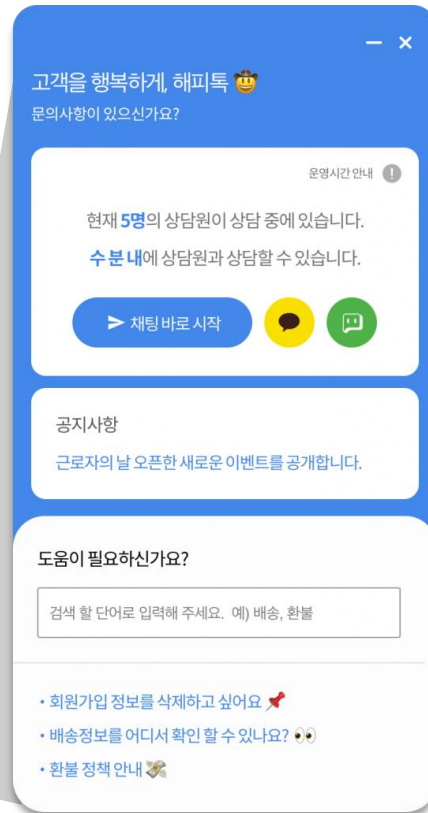 고객을 행복하게, 해피톡 🤠
문의사항이 있으신가요?
운영시간 안내
현재 5명의 상담원이 상담 중에 있습니다.
수 분 내에 상담원과 상담할 수 있습니다.
채팅 바로 시작
공지사항
근로자의 날 오픈한 새로운 이벤트를 공개합니다.
도움이 필요하신가요?
검색 할 단어로 입력해 주세요. 예) 배송, 환불
• 회원가입 정보를 삭제하고 싶어요 📌
• 배송정보를 어디서 확인 할 수 있나요? 👀
• 환불 정책 안내 💸